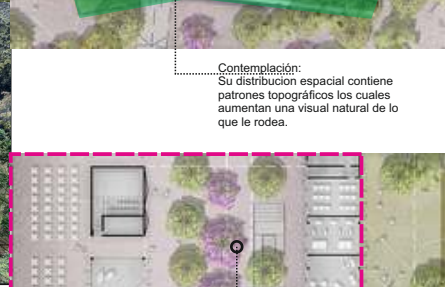 Contemplación:
Su distribucion espacial contiene
patrones topográficos los cuales
aumentan una visual natural de lo
que le rodea.